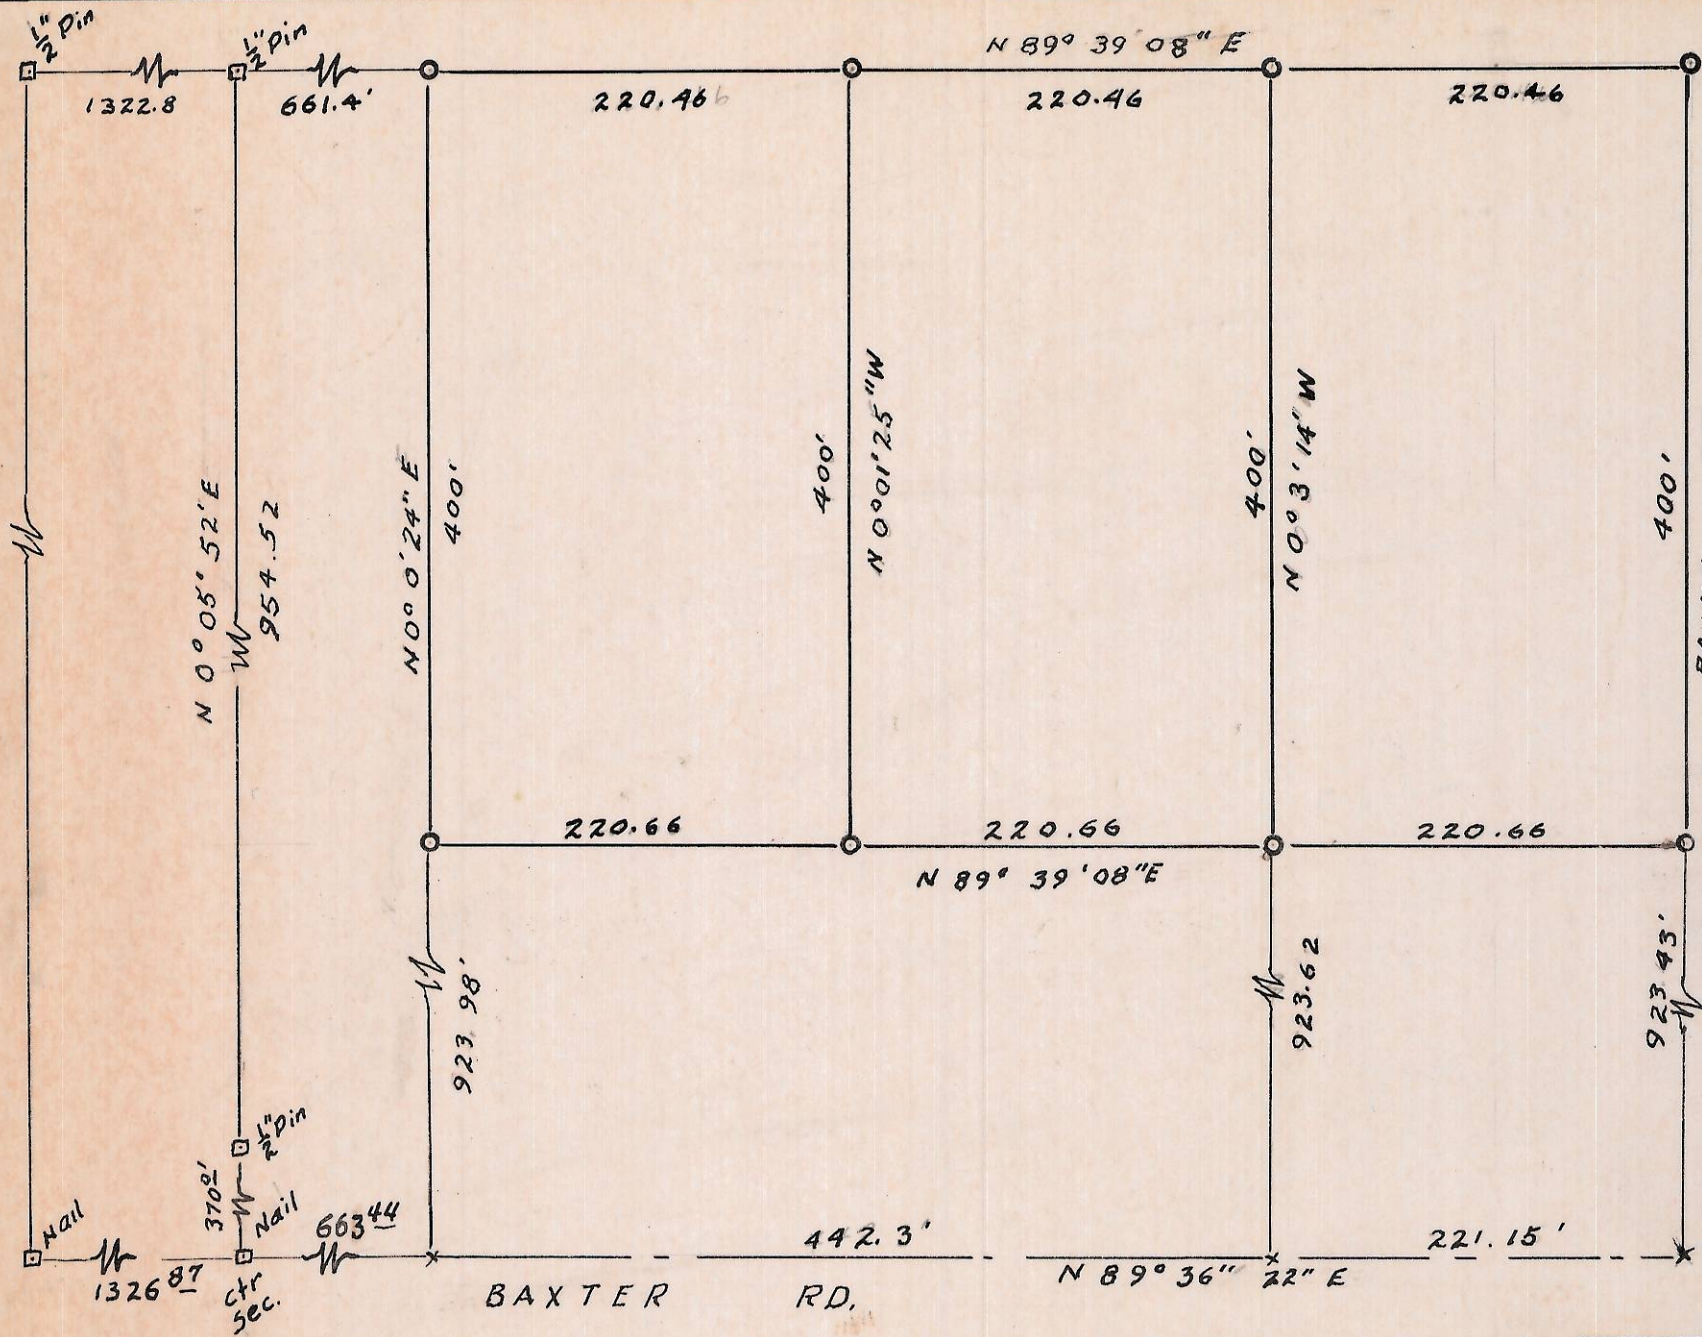 1/2" Pin
1/2" Pin
N 89° 39' 08" E
1322.8
661.4'
220.46
220.46
220.46
N 0° 05' 52' E
954.52
N 0° 0' 24" E
400'
400'
N 0° 01' 25" W
400'
N 0° 3' 14" W
400'
220.66
220.66
220.66
N 89° 39' 08" E
923.98'
923.62
923.43'
1/2" Pin
370.01'
Nail
Nail
663.44
442.3'
221.15'
1326.87
ctr
sec.
BAXTER RD.
N 89° 36" 22" E